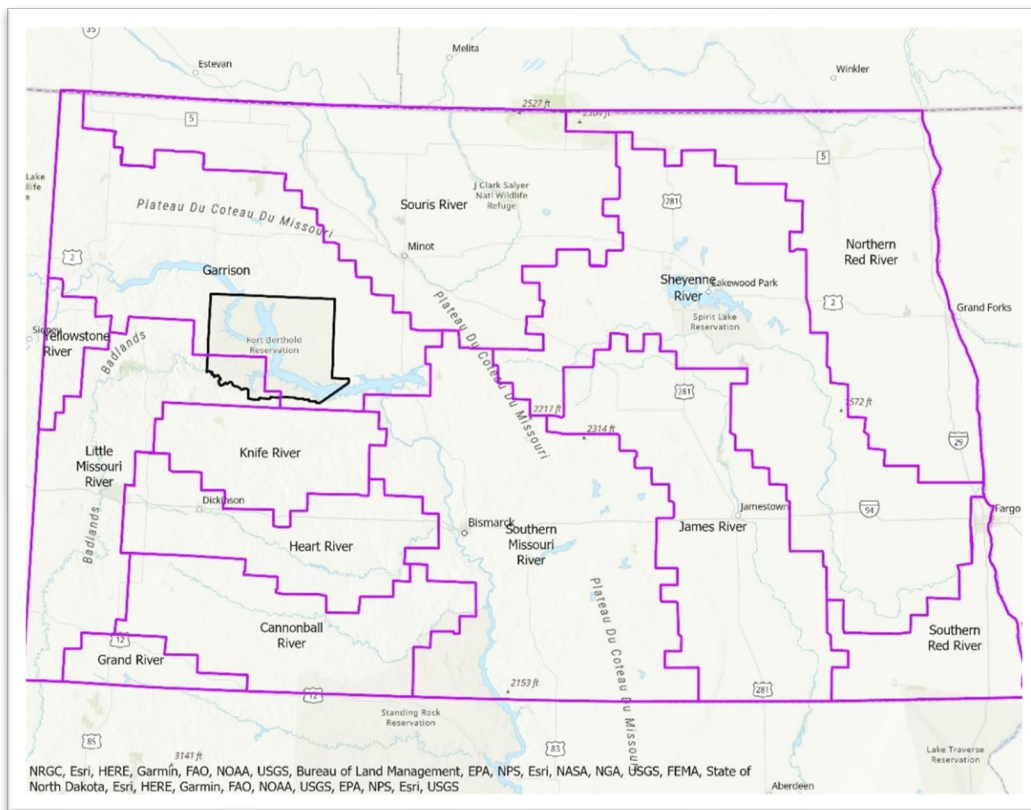 35
Melita
Estevan
Winkler
2527 ft
5
5
J Clark Salyer
Natl Wildlife
Refuge
281
Plateau Du Coteau Du Missouri
Souris River
Minot
Northern
Red River
2
Garrison
Sheyenne
River
Lakewood Park
Spirit Lake
Reservation
2
Grand Forks
Plateau Du Coteau Du Missouri
Yellowstone
River
Badlands
Fort Berthold
Reservation
281
2217 ft
2314 ft
1572 ft
29
Little
Missouri
River
Knife River
Dickinson
Badlands
Heart River
Bismarck
Southern
Missouri
River
James River
Jamestown
94
Fargo
Plateau Du Coteau Du Missouri
Cannonball
River
12
Grand River
Southern
Red River
12
2153 ft
281
Standing Rock
Reservation
85
3141 ft
83
Lake Traverse
Reservation
Aberdeen
NRGC, Esri, HERE, Garmin, FAO, NOAA, USGS, Bureau of Land Management, EPA, NPS, Esri, NASA, NGA, USGS, FEMA, State of
North Dakota, Esri, HERE, Garmin, FAO, NOAA, USGS, EPA, NPS, Esri, USGS